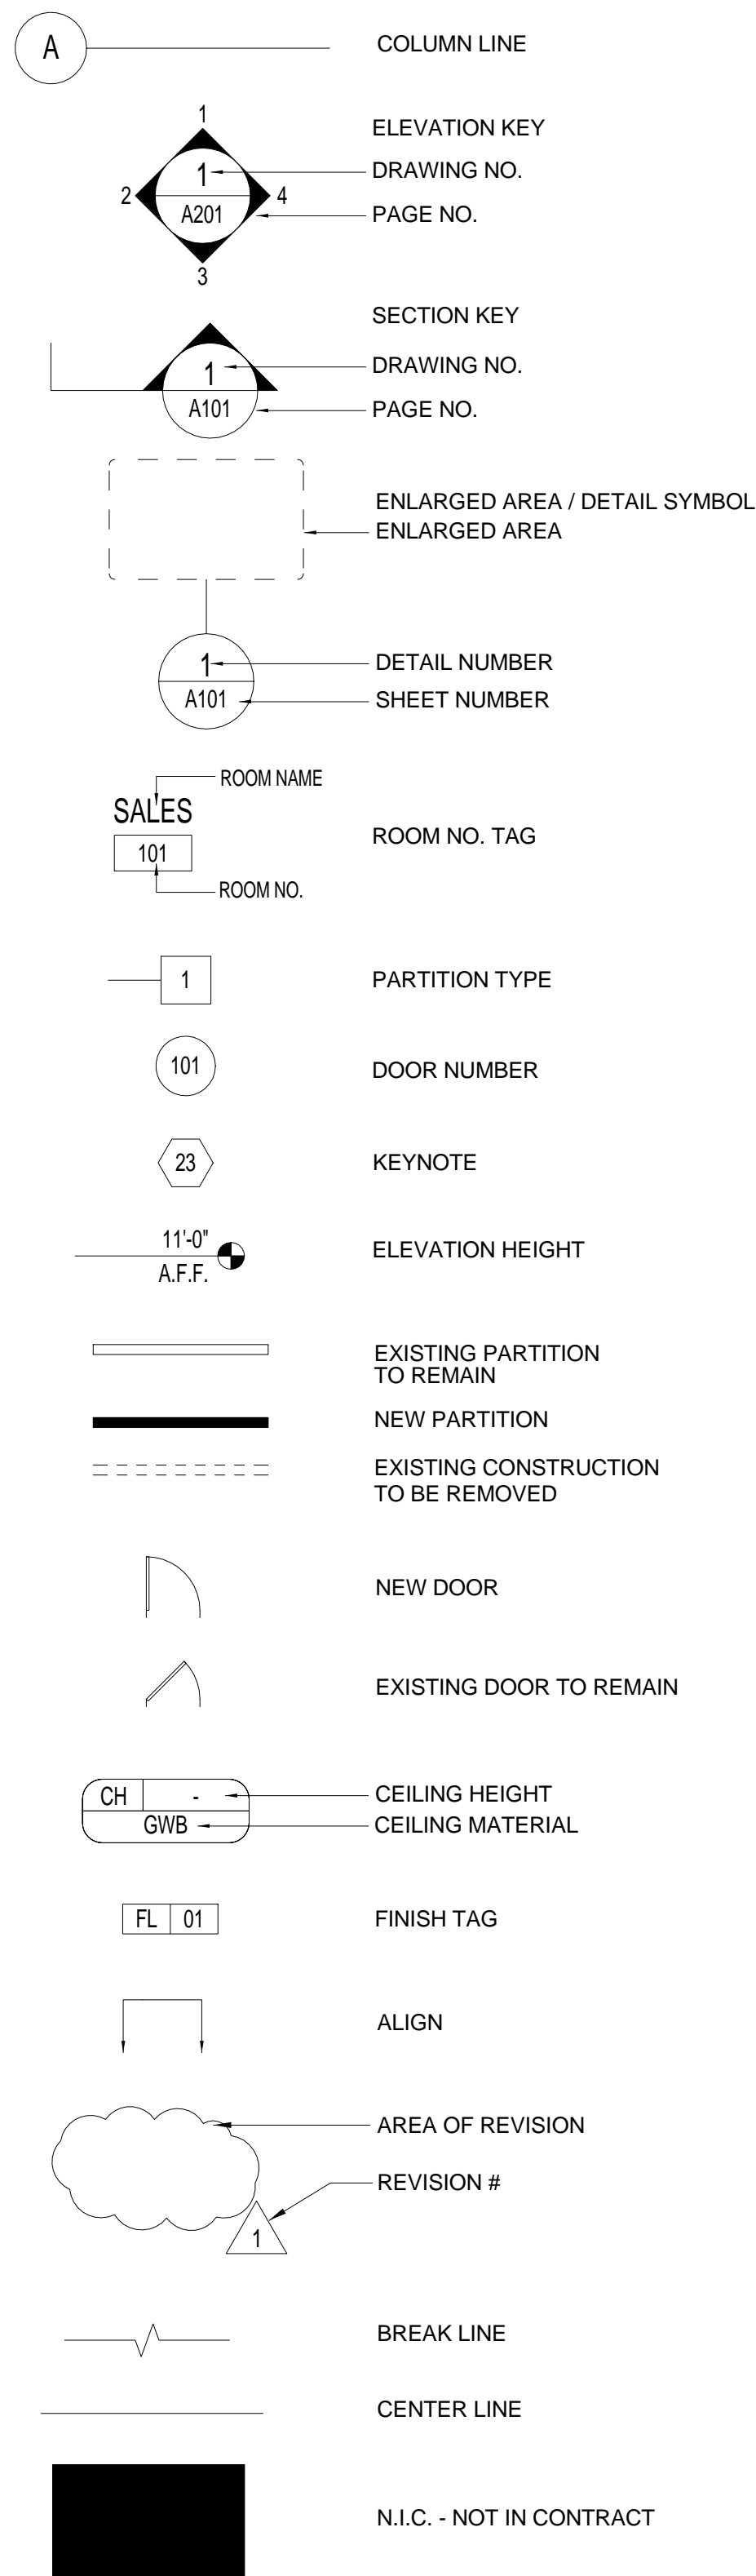 A
COLUMN LINE
1
ELEVATION KEY
1
DRAWING NO.
2
4
A201
PAGE NO.
3
SECTION KEY
1
DRAWING NO.
A101
PAGE NO.
ENLARGED AREA / DETAIL SYMBOL
ENLARGED AREA
1
DETAIL NUMBER
A101
SHEET NUMBER
ROOM NAME
SALES
101
ROOM NO. TAG
ROOM NO.
1
PARTITION TYPE
101
DOOR NUMBER
23
KEYNOTE
11'-0"
A.F.F.
ELEVATION HEIGHT
EXISTING PARTITION
TO REMAIN
NEW PARTITION
EXISTING CONSTRUCTION
TO BE REMOVED
NEW DOOR
EXISTING DOOR TO REMAIN
CH -
CEILING HEIGHT
GWB
CEILING MATERIAL
FL 01
FINISH TAG
ALIGN
AREA OF REVISION
REVISION #
1
BREAK LINE
CENTER LINE
N.I.C. - NOT IN CONTRACT